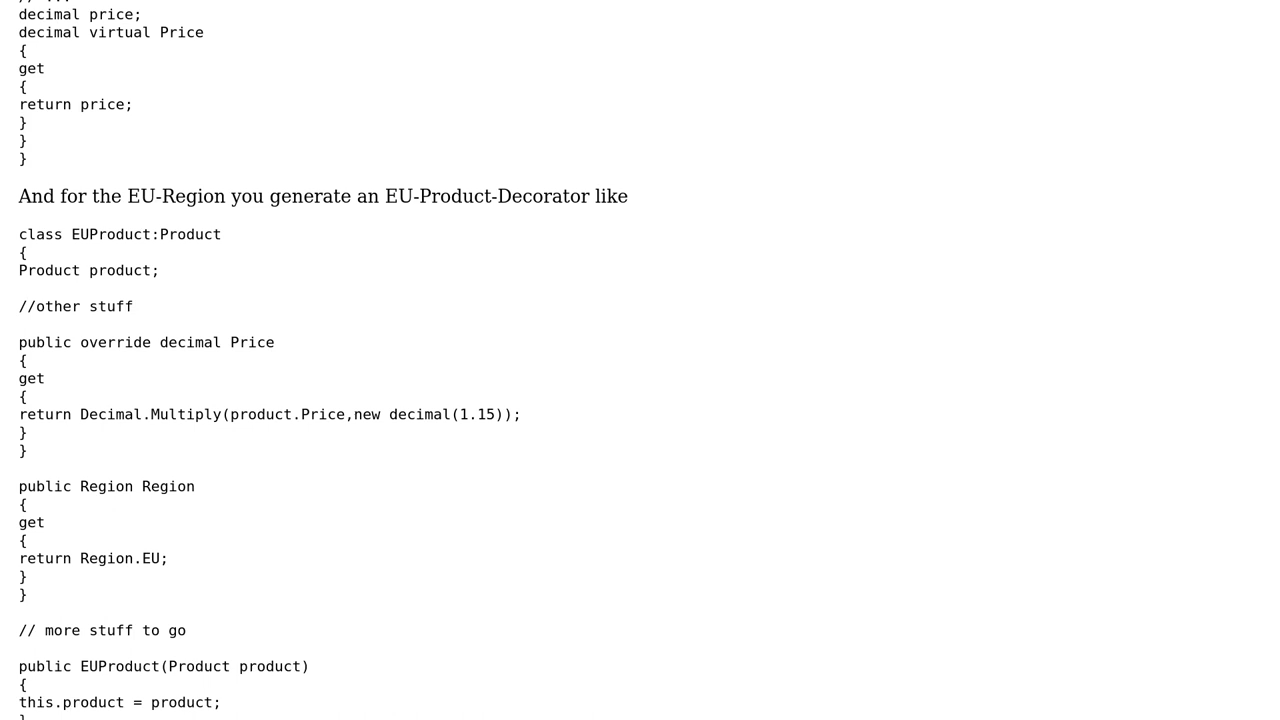 // ...
decimal price;
decimal virtual Price
{
get
{
return price;
}
}
}
And for the EU-Region you generate an EU-Product-Decorator like
class EUProduct:Product
{
Product product;
//other stuff
public override decimal Price
{
get
{
return Decimal.Multiply(product.Price,new decimal(1.15));
}
}
public Region Region
{
get
{
return Region.EU;
}
}
// more stuff to go
public EUProduct(Product product)
{
this.product = product;
}